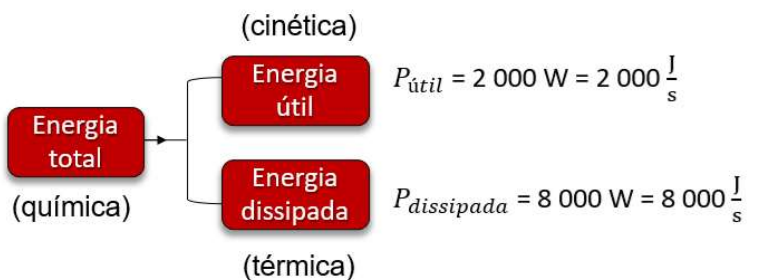 (cinética)
Energia
útil
P_útil = 2 000 W = 2 000 J/s
Energia
total
(química)
Energia
dissipada
P_dissipada = 8 000 W = 8 000 J/s
(térmica)